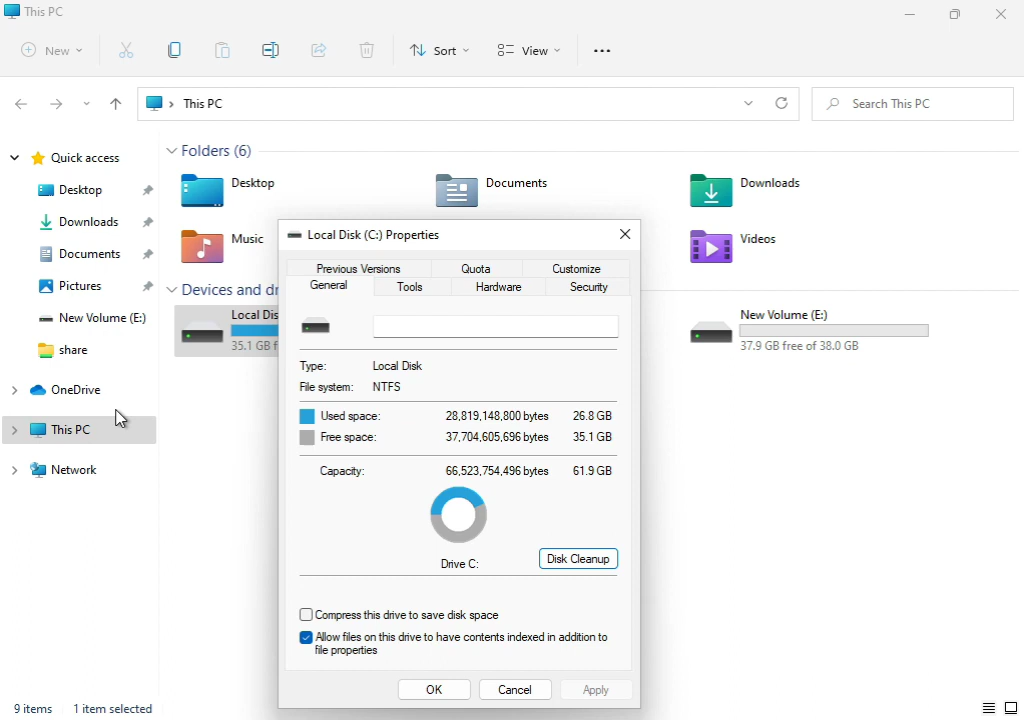 This PC
New
Sort
View
This PC
Search This PC
Quick access
Desktop
Downloads
Documents
Pictures
New Volume (E:)
share
OneDrive
This PC
Network
Folders (6)
Desktop
Documents
Downloads
Music
Videos
Devices and dr
Local Dis
35.1 GB f
New Volume (E:)
37.9 GB free of 38.0 GB
Local Disk (C:) Properties
Previous Versions Quota Customize
General Tools Hardware Security
Type: Local Disk
File system: NTFS
Used space: 28,819,148,800 bytes 26.8 GB
Free space: 37,704,605,696 bytes 35.1 GB
Capacity: 66,523,754,496 bytes 61.9 GB
Drive C:
Disk Cleanup
Compress this drive to save disk space
Allow files on this drive to have contents indexed in addition to
file properties
OK Cancel Apply
9 items 1 item selected